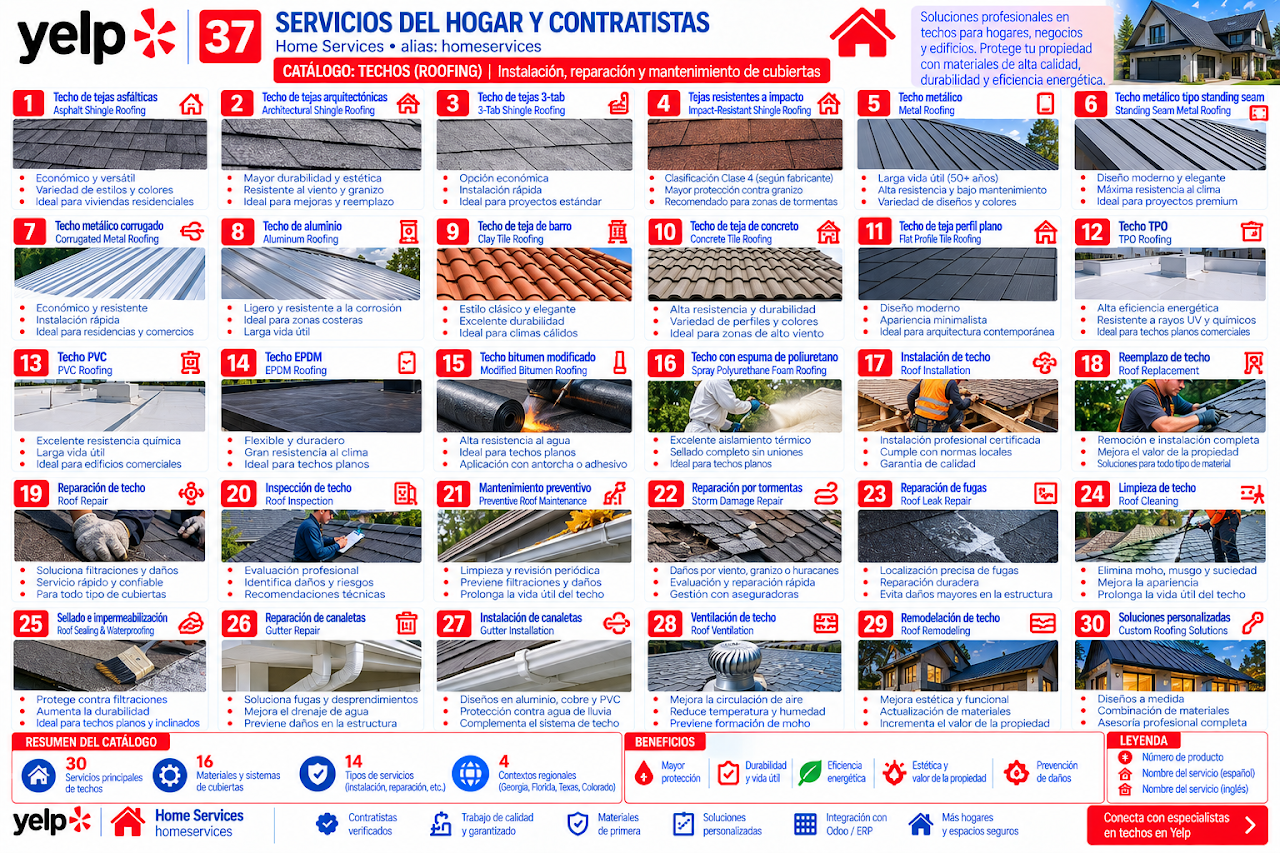 yelp
37
SERVICIOS DEL HOGAR Y CONTRATISTAS
Home Services • alias: homeservices
CATÁLOGO: TECHOS (ROOFING) | Instalación, reparación y mantenimiento de cubiertas
Soluciones profesionales en
techos para hogares, negocios
y edificios. Protege tu propiedad
con materiales de alta calidad,
durabilidad y eficiencia energética.
1
Techo de tejas asfálticas
Asphalt Shingle Roofing
• Económico y versátil
• Variedad de estilos y colores
• Ideal para viviendas residenciales
2
Techo de tejas arquitectónicas
Architectural Shingle Roofing
• Mayor durabilidad y estética
• Resistente al viento y granizo
• Ideal para mejoras y reemplazo
3
Techo de tejas 3-tab
3-Tab Shingle Roofing
• Opción económica
• Instalación rápida
• Ideal para proyectos estándar
4
Tejas resistentes a impacto
Impact-Resistant Shingle Roofing
• Clasificación Clase 4 (según fabricante)
• Mayor protección contra granizo
• Recomendado para zonas de tormentas
5
Techo metálico
Metal Roofing
• Larga vida útil (50+ años)
• Alta resistencia y bajo mantenimiento
• Variedad de diseños y colores
6
Techo metálico tipo standing seam
Standing Seam Metal Roofing
• Diseño moderno y elegante
• Máxima resistencia al clima
• Ideal para proyectos premium
7
Techo metálico corrugado
Corrugated Metal Roofing
• Económico y resistente
• Instalación rápida
• Ideal para residencias y comercios
8
Techo de aluminio
Aluminum Roofing
• Ligero y resistente a la corrosión
• Ideal para zonas costeras
• Larga vida útil
9
Techo de teja de barro
Clay Tile Roofing
• Estilo clásico y elegante
• Excelente durabilidad
• Ideal para climas cálidos
10
Techo de teja de concreto
Concrete Tile Roofing
• Alta resistencia y durabilidad
• Variedad de perfiles y colores
• Ideal para zonas de alto viento
11
Techo de teja perfil plano
Flat Profile Tile Roofing
• Diseño moderno
• Apariencia minimalista
• Ideal para arquitectura contemporánea
12
Techo TPO
TPO Roofing
• Alta eficiencia energética
• Resistente a rayos UV y químicos
• Ideal para techos planos comerciales
13
Techo PVC
PVC Roofing
• Excelente resistencia química
• Larga vida útil
• Ideal para edificios comerciales
14
Techo EPDM
EPDM Roofing
• Flexible y duradero
• Gran resistencia al clima
• Ideal para techos planos
15
Techo bitumen modificado
Modified Bitumen Roofing
• Alta resistencia al agua
• Ideal para techos planos
• Aplicación con antorcha o adhesivo
16
Techo con espuma de poliuretano
Spray Polyurethane Foam Roofing
• Excelente aislamiento térmico
• Sellado completo sin uniones
• Ideal para techos planos
17
Instalación de techo
Roof Installation
• Instalación profesional certificada
• Cumple con normas locales
• Garantía de calidad
18
Reemplazo de techo
Roof Replacement
• Remoción e instalación completa
• Mejora el valor de la propiedad
• Soluciones para todo tipo de material
19
Reparación de techo
Roof Repair
• Soluciona filtraciones y daños
• Servicio rápido y confiable
• Para todo tipo de cubiertas
20
Inspección de techo
Roof Inspection
• Evaluación profesional
• Identifica daños y riesgos
• Recomendaciones técnicas
21
Mantenimiento preventivo
Preventive Roof Maintenance
• Limpieza y revisión periódica
• Previene filtraciones y daños
• Prolonga la vida útil del techo
22
Reparación por tormentas
Storm Damage Repair
• Daños por viento, granizo o huracanes
• Evaluación y reparación rápida
• Gestión con aseguradoras
23
Reparación de fugas
Roof Leak Repair
• Localización precisa de fugas
• Reparación duradera
• Evita daños mayores en la estructura
24
Limpieza de techo
Roof Cleaning
• Elimina moho, musgo y suciedad
• Mejora la apariencia
• Prolonga la vida útil del techo
25
Sellado e impermeabilización
Roof Sealing & Waterproofing
• Protege contra filtraciones
• Aumenta la durabilidad
• Ideal para techos planos y inclinados
26
Reparación de canaletas
Gutter Repair
• Soluciona fugas y desprendimientos
• Mejora el drenaje de agua
• Previene daños en la estructura
27
Instalación de canaletas
Gutter Installation
• Diseños en aluminio, cobre y PVC
• Protección contra agua de lluvia
• Complementa el sistema de techo
28
Ventilación de techo
Roof Ventilation
• Mejora la circulación de aire
• Reduce temperatura y humedad
• Previene formación de moho
29
Remodelación de techo
Roof Remodeling
• Mejora estética y funcional
• Actualización de materiales
• Incrementa el valor de la propiedad
30
Soluciones personalizadas
Custom Roofing Solutions
• Diseños a medida
• Combinación de materiales
• Asesoría profesional completa
RESUMEN DEL CATÁLOGO
30
Servicios principales
de techos
16
Materiales y sistemas
de cubiertas
14
Tipos de servicios
(instalación, reparación, etc.)
4
Contextos regionales
(Georgia, Florida, Texas, Colorado)
BENEFICIOS
Mayor
protección
Durabilidad
y vida útil
Eficiencia
energética
Estética y
valor de la propiedad
Prevención
de daños
LEYENDA
Número de producto
Nombre del servicio (español)
Nombre del servicio (inglés)
yelp
Home Services
homeservices
Contratistas
verificados
Trabajo de calidad
y garantizado
Materiales
de primera
Soluciones
personalizadas
Integración con
Odoo / ERP
Más hogares
y espacios seguros
Conecta con especialistas
en techos en Yelp